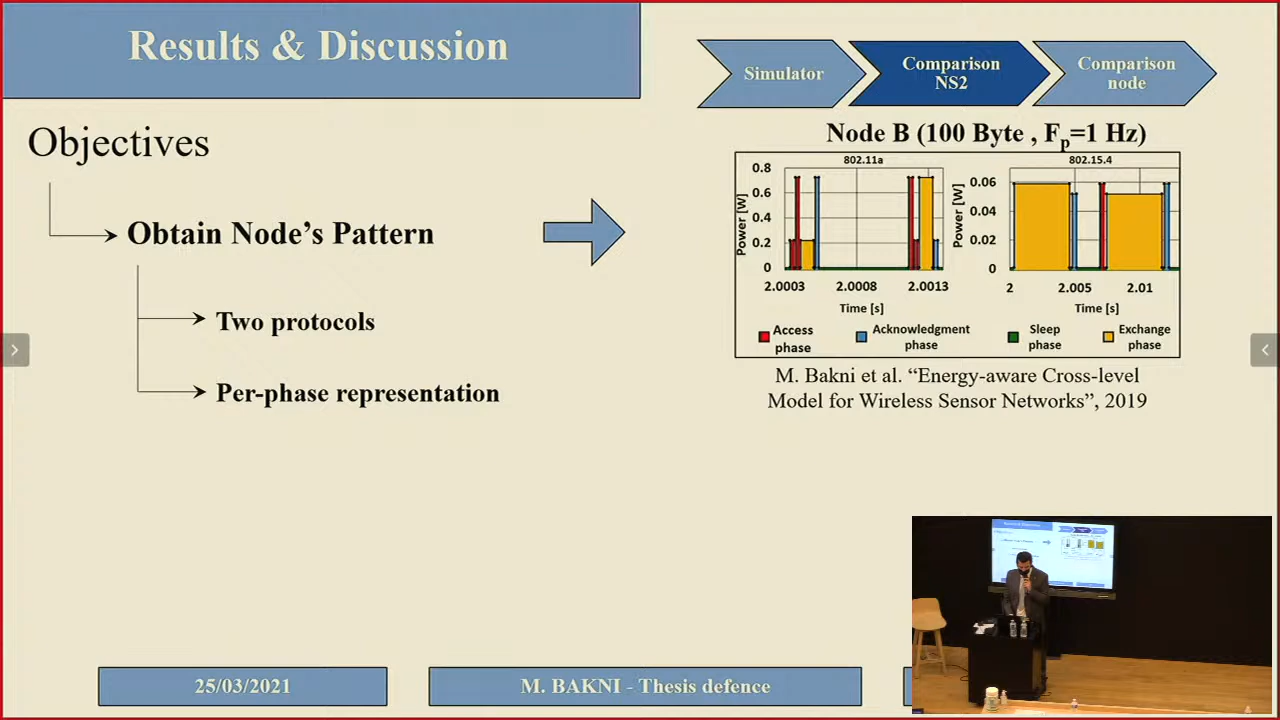 Results & Discussion
Simulator
Comparison
NS2
Comparison
node
Objectives
Obtain Node's Pattern
Two protocols
Per-phase representation
Node B (100 Byte , Fp=1 Hz)
802.11a
Power [W]
0.8
0.6
0.4
0.2
0
2.0003
2.0008
2.0013
Time [s]
802.15.4
Power [W]
0.06
0.04
0.02
0
2
2.005
2.01
Time [s]
Access
phase
Acknowledgment
phase
Sleep
phase
Exchange
phase
M. Bakni et al. “Energy-aware Cross-level
Model for Wireless Sensor Networks”, 2019
25/03/2021
M. BAKNI - Thesis defence